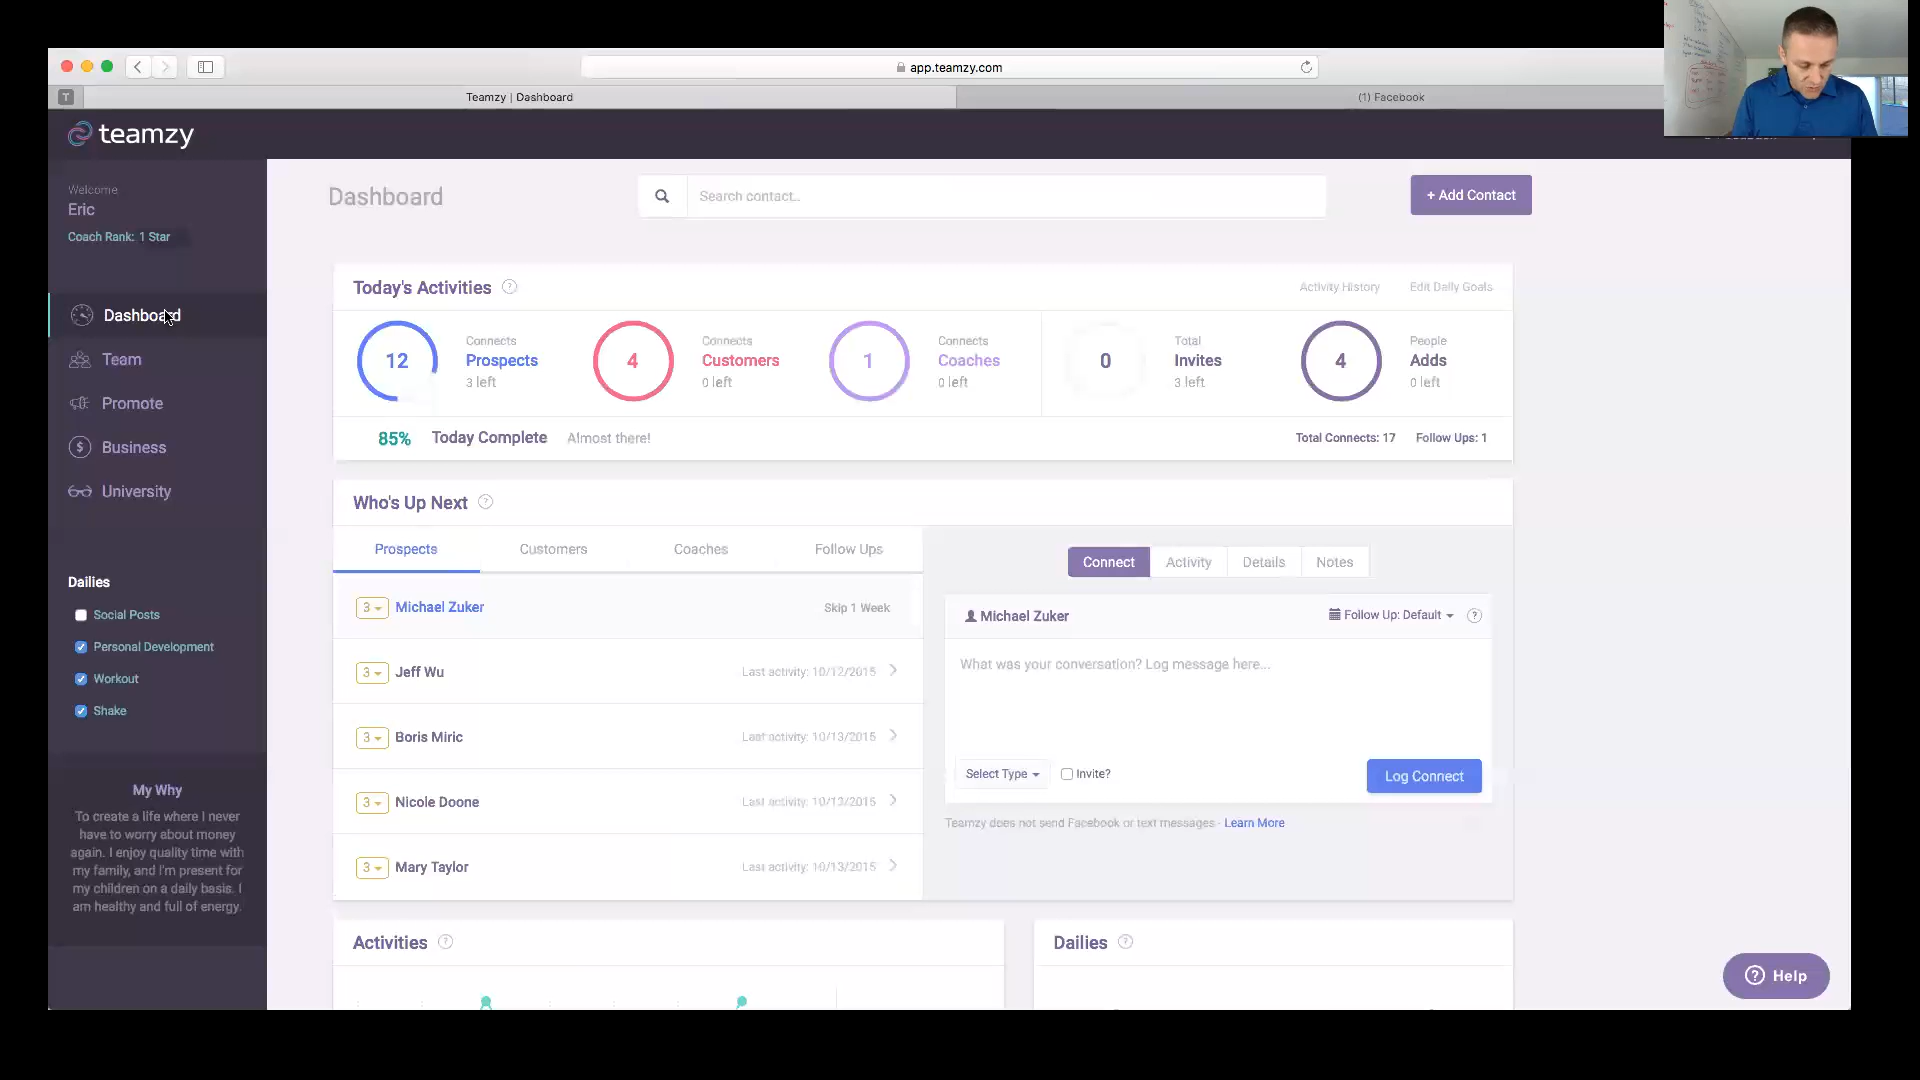 app.teamzy.com
T
Teamzy | Dashboard
(1) Facebook
teamzy
Welcome
Eric
Coach Rank: 1 Star
Dashboard
Team
Promote
Business
University
Dailies
Social Posts
Personal Development
Workout
Shake
My Why
To create a life where I never
have to worry about money
again. I enjoy quality time with
my family, and I'm present for
my children on a daily basis. I
am healthy and full of energy.
Dashboard
Search contact..
+ Add Contact
Today's Activities
Activity History
Edit Daily Goals
12
Connects
Prospects
3 left
4
Connects
Customers
0 left
1
Connects
Coaches
0 left
0
Total
Invites
3 left
4
People
Adds
0 left
85%
Today Complete
Almost there!
Total Connects: 17
Follow Ups: 1
Who's Up Next
Prospects
Customers
Coaches
Follow Ups
3
Michael Zuker
Skip 1 Week
3
Jeff Wu
Last activity: 10/12/2015
3
Boris Miric
Last activity: 10/13/2015
3
Nicole Doone
Last activity: 10/13/2015
3
Mary Taylor
Last activity: 10/13/2015
Connect
Activity
Details
Notes
Michael Zuker
Follow Up: Default
What was your conversation? Log message here...
Select Type
Invite?
Log Connect
Teamzy does not send Facebook or text messages - Learn More
Activities
Dailies
Help